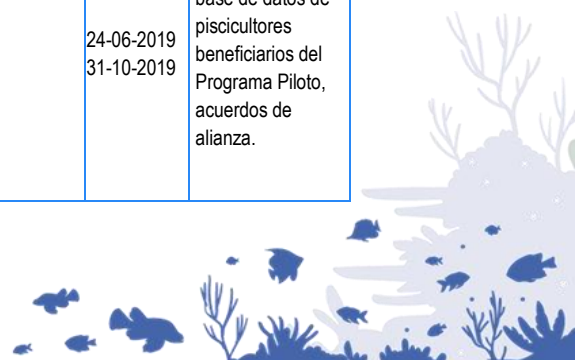 base de datos de
piscicultores
beneficiarios del
Programa Piloto,
acuerdos de
alianza.
24-06-2019
31-10-2019